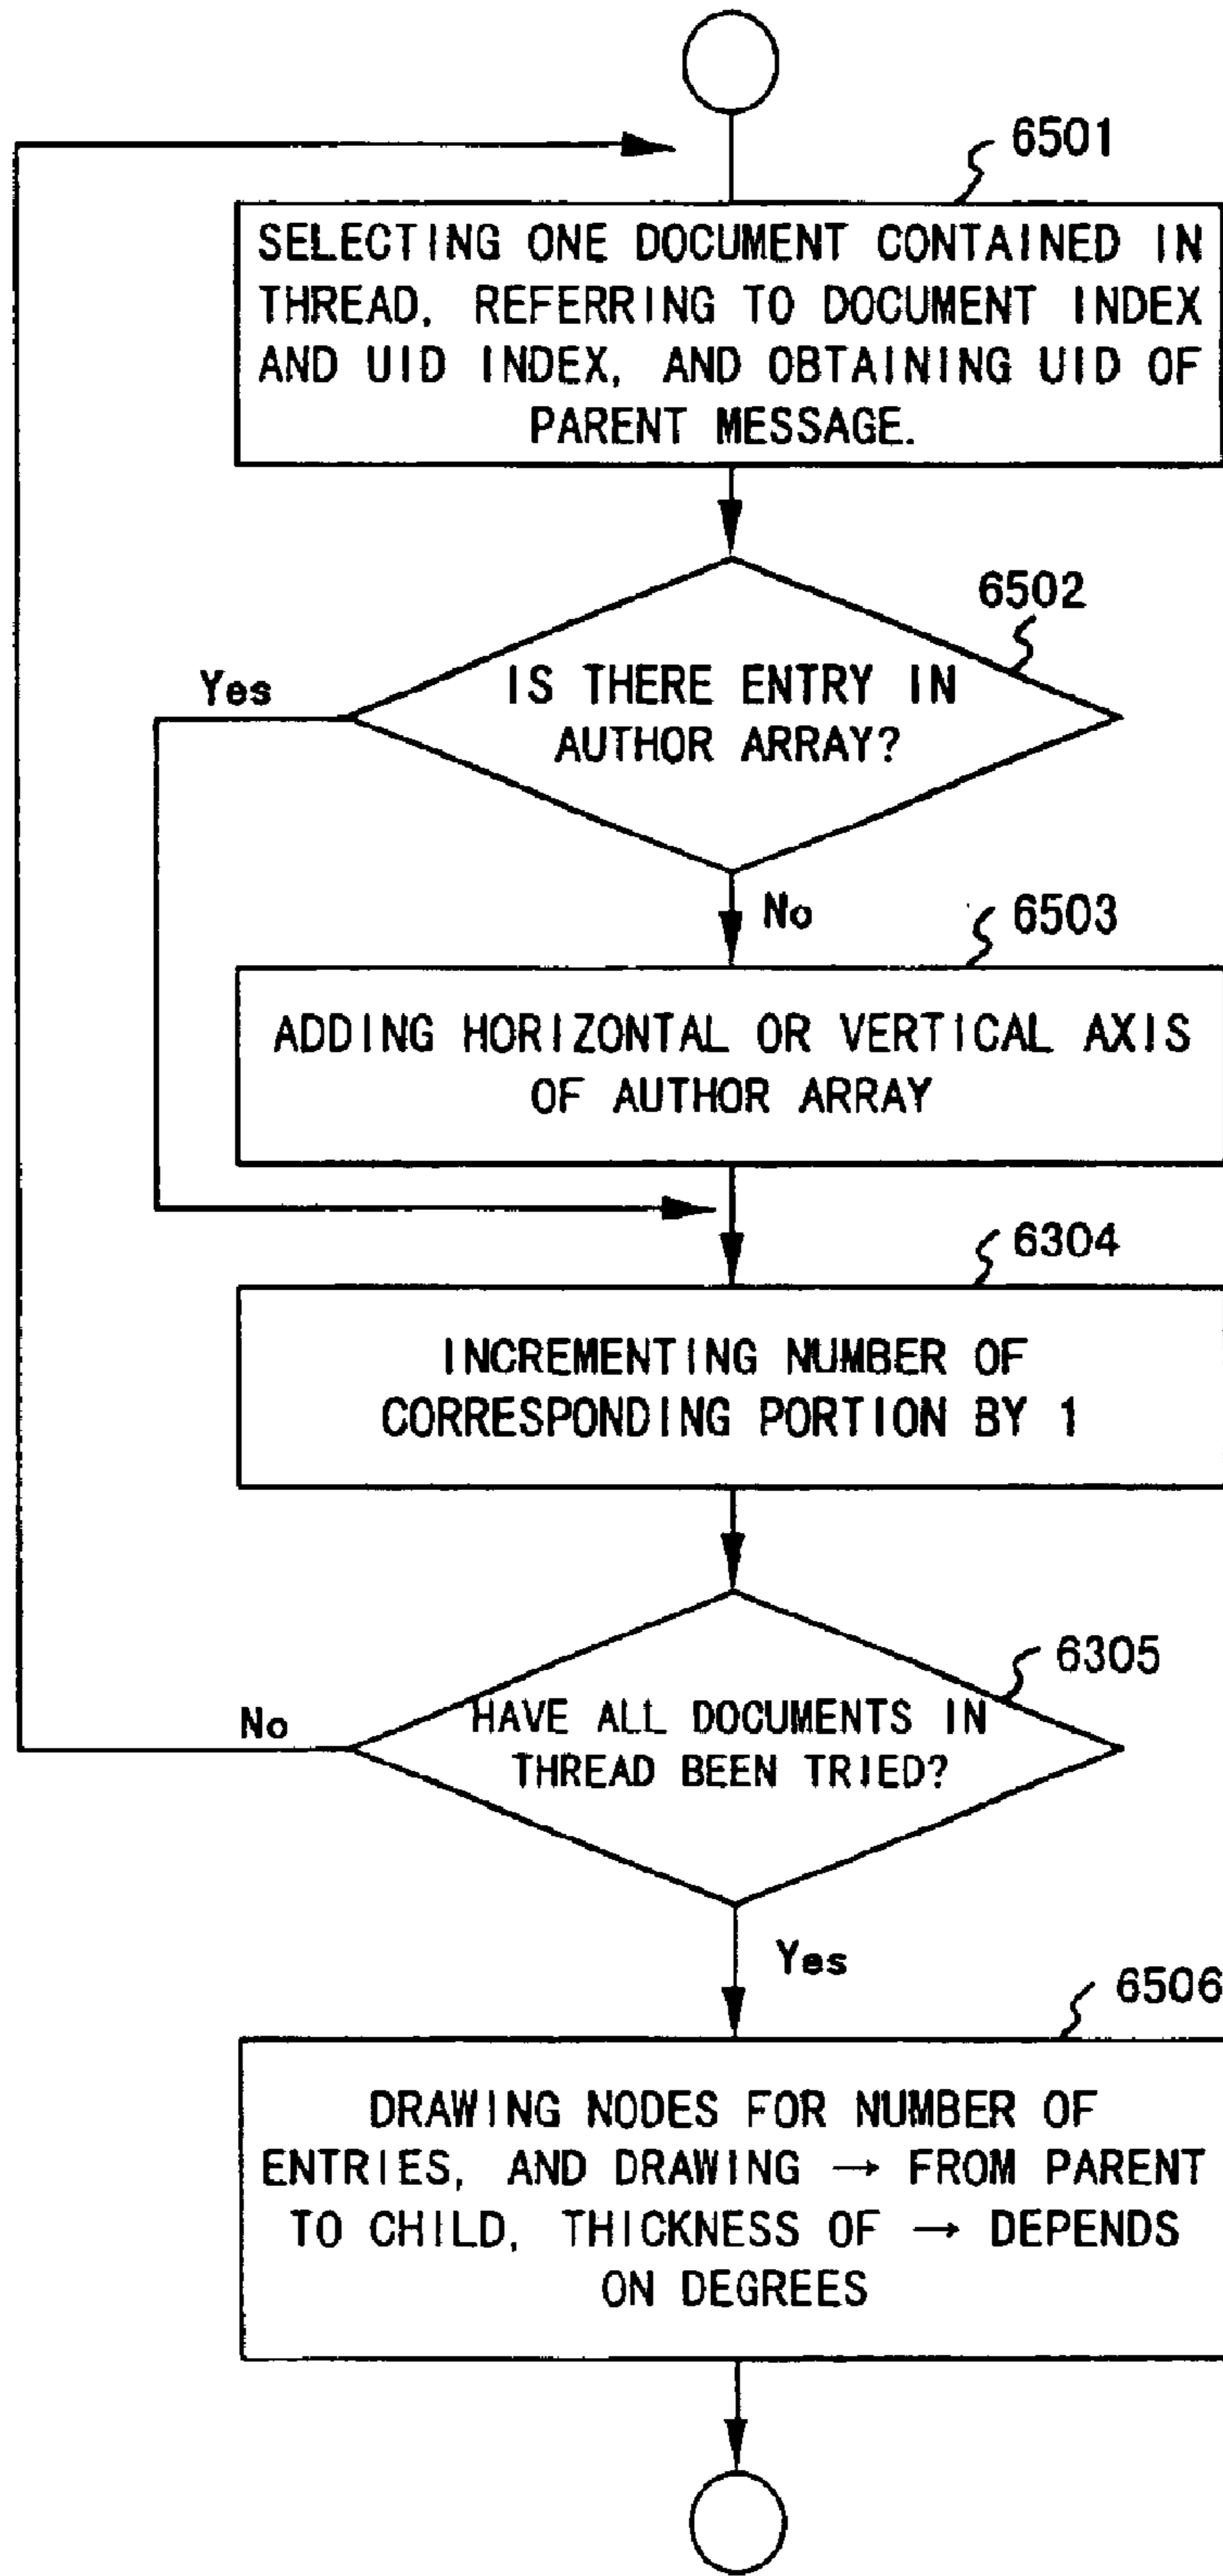 6501
SELECTING ONE DOCUMENT CONTAINED IN
THREAD, REFERRING TO DOCUMENT INDEX
AND UID INDEX, AND OBTAINING UID OF
PARENT MESSAGE.
6502
Yes
IS THERE ENTRY IN
AUTHOR ARRAY?
No
6503
ADDING HORIZONTAL OR VERTICAL AXIS
OF AUTHOR ARRAY
6304
INCREMENTING NUMBER OF
CORRESPONDING PORTION BY 1
6305
No
HAVE ALL DOCUMENTS IN
THREAD BEEN TRIED?
Yes
6506
DRAWING NODES FOR NUMBER OF
ENTRIES, AND DRAWING → FROM PARENT
TO CHILD, THICKNESS OF → DEPENDS
ON DEGREES